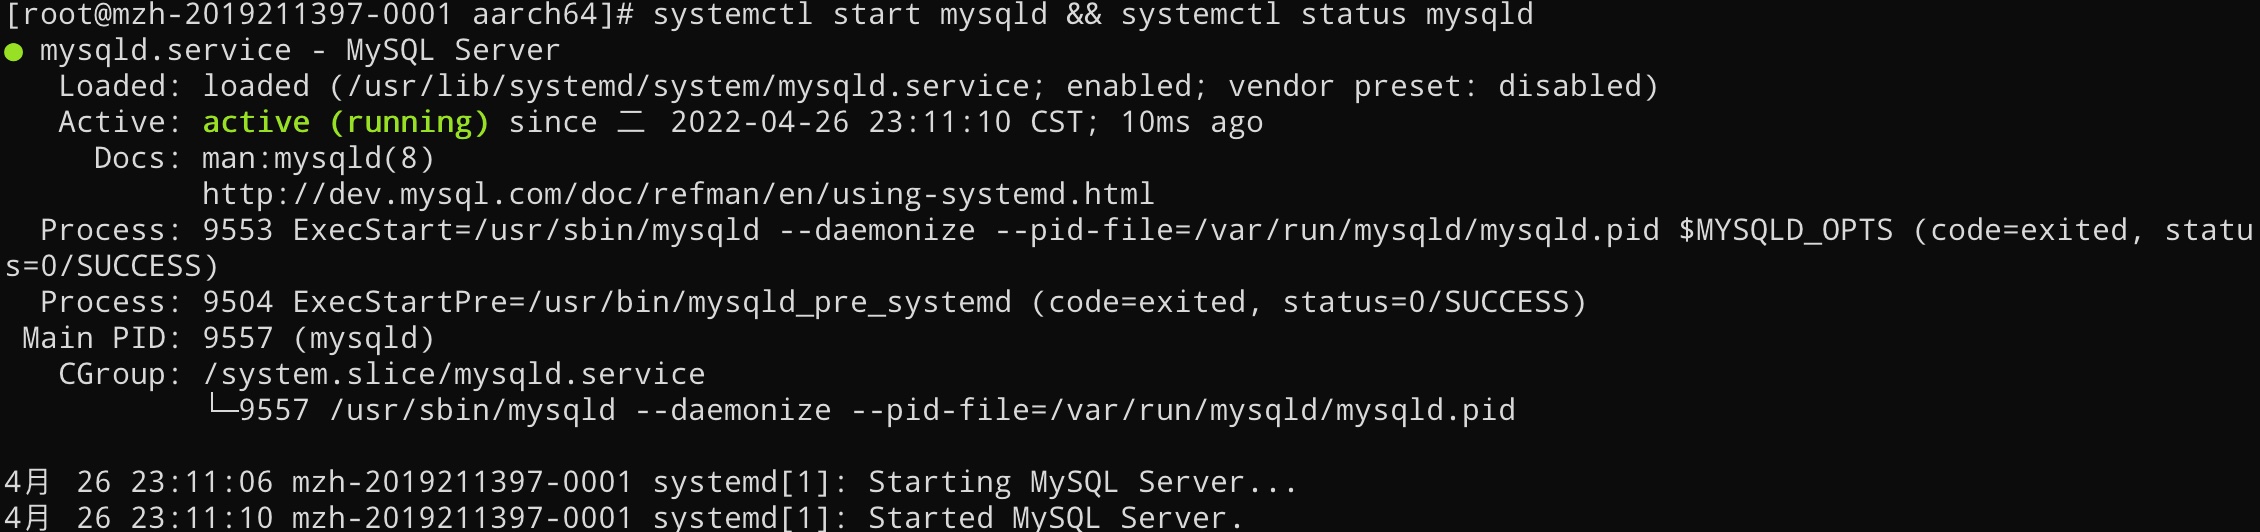 [root@mzh-2019211397-0001 aarch64]# systemctl start mysqld && systemctl status mysqld
● mysqld.service - MySQL Server
   Loaded: loaded (/usr/lib/systemd/system/mysqld.service; enabled; vendor preset: disabled)
   Active: active (running) since 二 2022-04-26 23:11:10 CST; 10ms ago
     Docs: man:mysqld(8)
           http://dev.mysql.com/doc/refman/en/using-systemd.html
  Process: 9553 ExecStart=/usr/sbin/mysqld --daemonize --pid-file=/var/run/mysqld/mysqld.pid $MYSQLD_OPTS (code=exited, statu
s=0/SUCCESS)
  Process: 9504 ExecStartPre=/usr/bin/mysqld_pre_systemd (code=exited, status=0/SUCCESS)
 Main PID: 9557 (mysqld)
   CGroup: /system.slice/mysqld.service
           └─9557 /usr/sbin/mysqld --daemonize --pid-file=/var/run/mysqld/mysqld.pid

4月 26 23:11:06 mzh-2019211397-0001 systemd[1]: Starting MySQL Server...
4月 26 23:11:10 mzh-2019211397-0001 systemd[1]: Started MySQL Server.